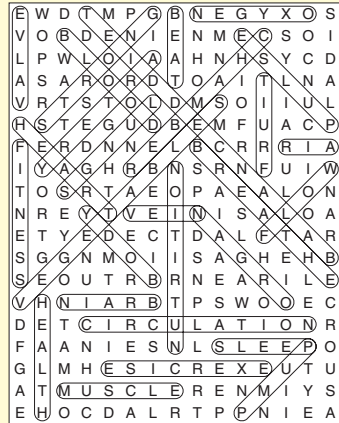 E W D T M P G B N E G Y X O S
V O B D E N I E N M E C S O I
L P W L O I A A H N H S Y C D
A S A R O R D T O A I T L N A
V R T S T O L D M S O I I U L
H S T E G U D B E M F U A C P
F E R D N N E L B C R R R I A
I Y A G H R B N S R N F U I W
T O S R T A E O P A E A L O N
N R E Y T V E I N I S A L O A
E T Y E D E C T D A L F T A R
S G G N M O I I S A G H E H B
S E O U T R B R N E A R I L E
V H N I A R B T P S W O O E C
D E T C I R C U L A T I O N R
F A A N I E S N L S L E E P O
G L M H E S I C R E X E U T U
A T M U S C L E R E N M I Y S
E H O C D A L R T P P N I E A